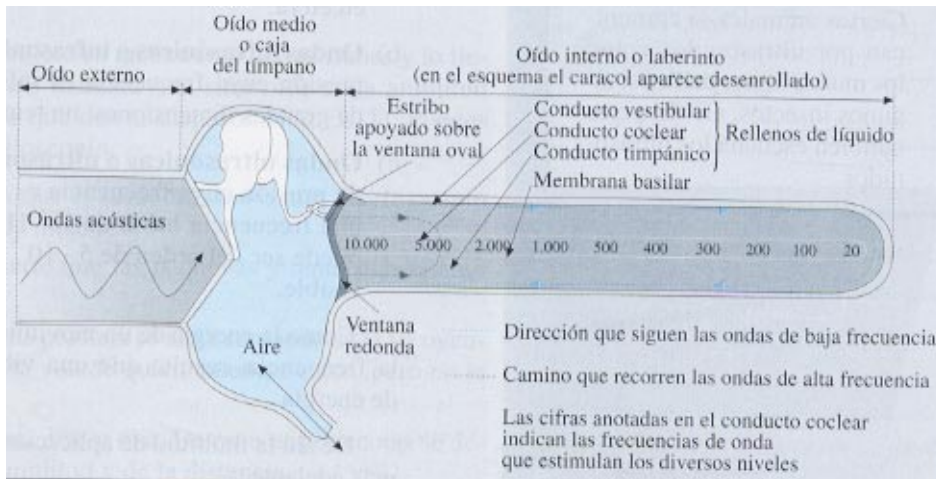 Oído medio
o caja
del tímpano
Oído externo
Oído interno o laberinto
(en el esquema el caracol aparece desenrollado)
Estribo
apoyado sobre
la ventana oval
Conducto vestibular
Conducto coclear
Conducto timpánico
Rellenos de líquido
Membrana basilar
Ondas acústicas
10.000 5.000 2.000 1.000 500 400 300 200 100 20
Ventana
redonda
Aire
Dirección que siguen las ondas de baja frecuencia
Camino que recorren las ondas de alta frecuencia
Las cifras anotadas en el conducto coclear
indican las frecuencias de onda
que estimulan los diversos niveles